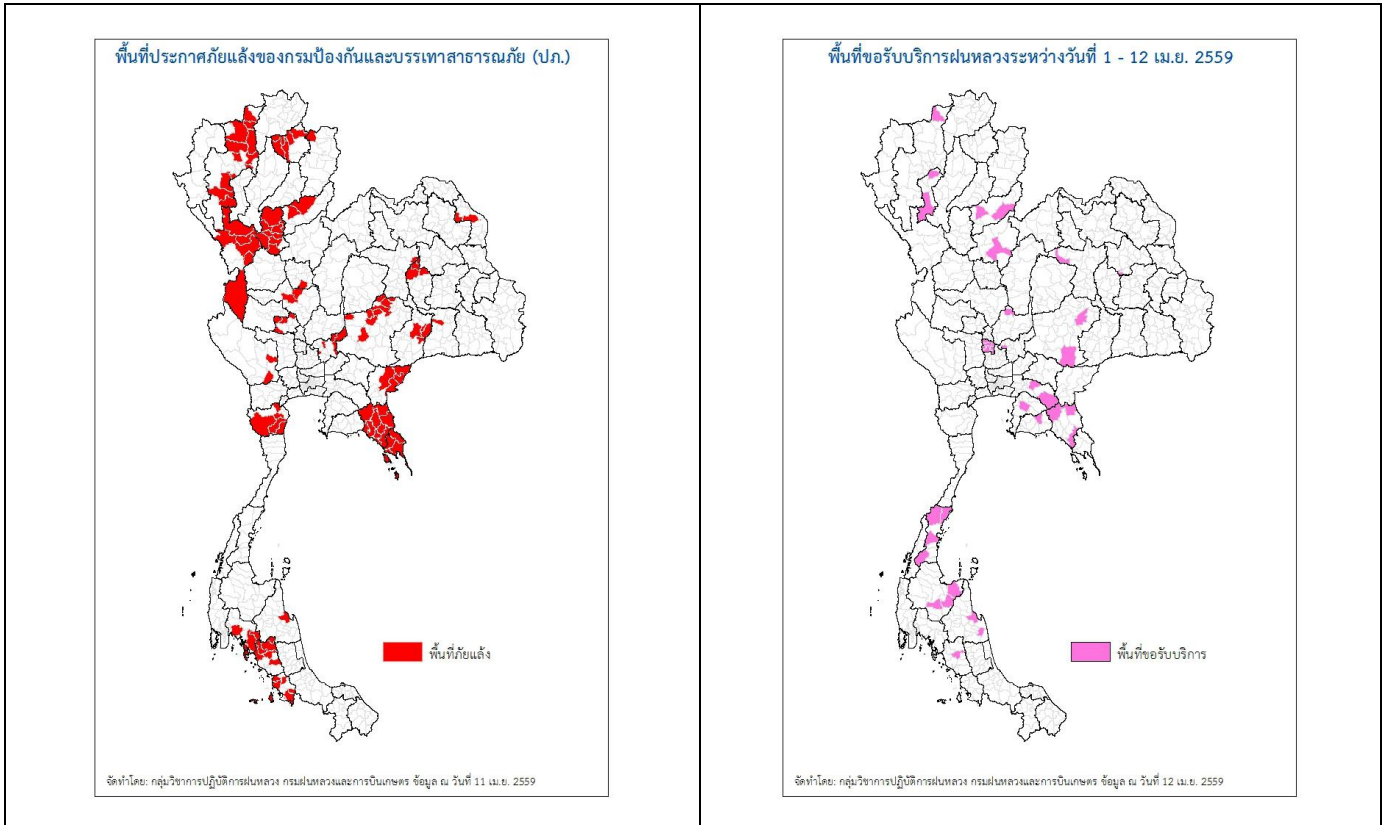 พื้นที่ประกาศภัยแล้งของกรมป้องกันและบรรเทาสาธารณภัย (ปภ.)
พื้นที่ภัยแล้ง
จัดทำโดย: กลุ่มวิชาการปฏิบัติการฝนหลวง กรมฝนหลวงและการบินเกษตร ข้อมูล ณ วันที่ 11 เม.ย. 2559
พื้นที่ขอรับบริการฝนหลวงระหว่างวันที่ 1 - 12 เม.ย. 2559
พื้นที่ขอรับบริการ
จัดทำโดย: กลุ่มวิชาการปฏิบัติการฝนหลวง กรมฝนหลวงและการบินเกษตร ข้อมูล ณ วันที่ 12 เม.ย. 2559